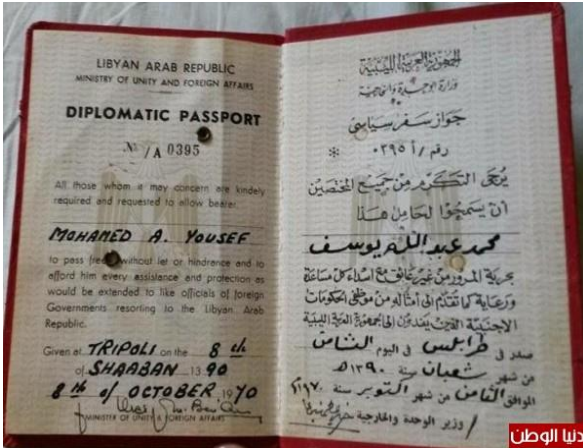 LIBYAN ARAB REPUBLIC
MINISTRY OF UNITY AND FOREIGN AFFAIRS
DIPLOMATIC PASSPORT
№ /A 0395
All those whom it may concern are kindely
required and requested to allow bearer
MOHAMED A. YOUSEF
to pass freely without let or hindrance and to
afford him every assistance and protection as
would be extended to like officials of foreign
Governments resorting to the Libyan Arab
Republic.
Given at TRIPOLI on the 8 th
of SHAABAN 1390
8 th of OCTOBER 1970
MINISTER OF UNITY & FOREIGN AFFAIRS
الجمهورية العربية الليبية
وزارة الوحدة والخارجية
جواز سفر سياسي
رقم / أ ٠٣٩٥
يرجى التكرم من جميع المختصين
أن يسمحوا لحامل هذا
محمد عبد الله يوسف
بحرية المرور من غير عائق مع اسداء كل مساعدة
ورعاية كما تقدم الى أمثاله من موظفي الحكومات
الاجنبية الذين يفدون الى الجمهورية العربية الليبية
صدر في طرابلس في اليوم الثامن
من شهر شعبان سنة ١٣٩٠ هـ
الموافق الثامن من شهر اكتوبر سنة ١٩٧٠ م
وزير الوحدة والخارجية
دنيا الوطن